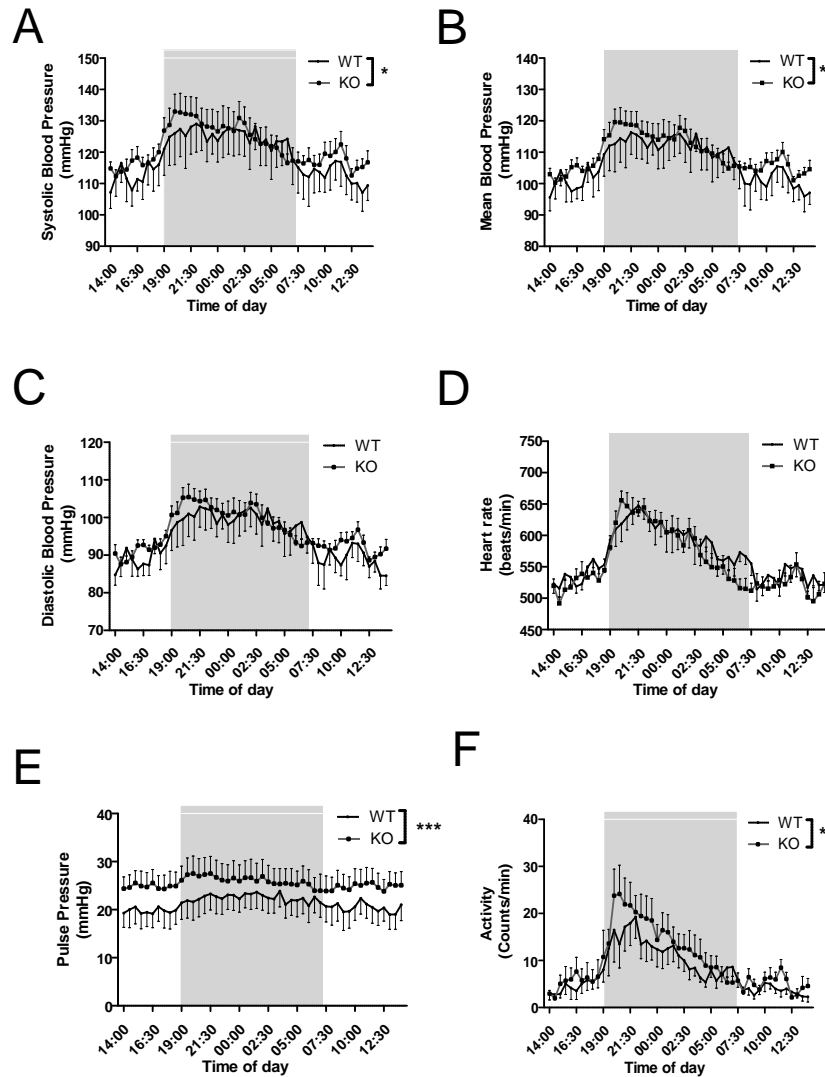 A
Systolic Blood Pressure
(mmHg)
150
140
130
120
110
100
90
14:00
16:30
19:00
21:30
00:00
02:30
05:00
07:30
10:00
12:30
Time of day
WT
KO
*
B
Mean Blood Pressure
(mmHg)
140
130
120
110
100
90
80
14:00
16:30
19:00
21:30
00:00
02:30
05:00
07:30
10:00
12:30
Time of day
WT
KO
*
C
Diastolic Blood Pressure
(mmHg)
120
110
100
90
80
70
14:00
16:30
19:00
21:30
00:00
02:30
05:00
07:30
10:00
12:30
Time of day
WT
KO
D
Heart rate
(beats/min)
750
700
650
600
550
500
450
14:00
16:30
19:00
21:30
00:00
02:30
05:00
07:30
10:00
12:30
Time of day
WT
KO
E
Pulse Pressure
(mmHg)
40
30
20
10
0
14:00
16:30
19:00
21:30
00:00
02:30
05:00
07:30
10:00
12:30
Time of day
WT
KO
***
F
Activity
(Counts/min)
40
30
20
10
0
14:00
16:30
19:00
21:30
00:00
02:30
05:00
07:30
10:00
12:30
Time of day
WT
KO
*